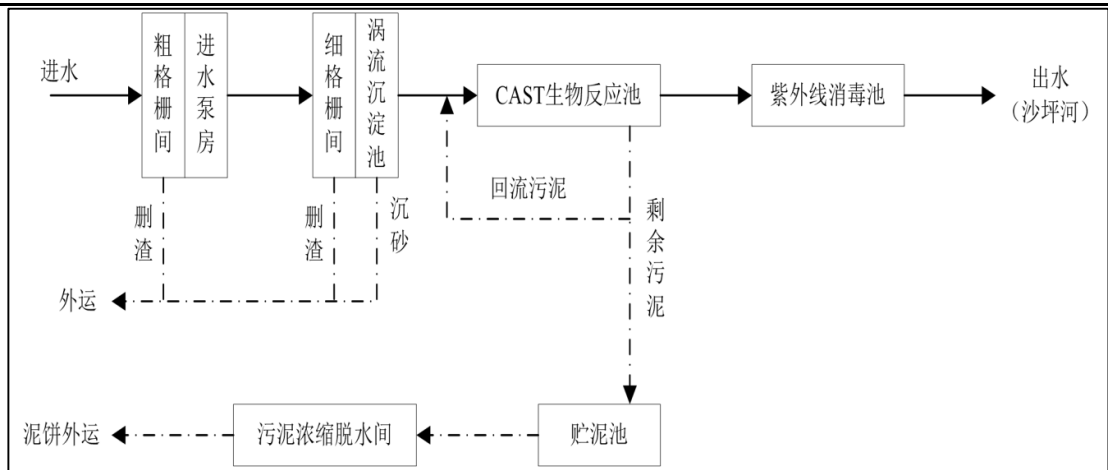 进水
粗格栅间
进水泵房
细格栅间
涡流沉淀池
CAST生物反应池
紫外线消毒池
出水
（沙坪河）
回流污泥
删渣
删渣
沉砂
剩余污泥
外运
泥饼外运
污泥浓缩脱水间
贮泥池